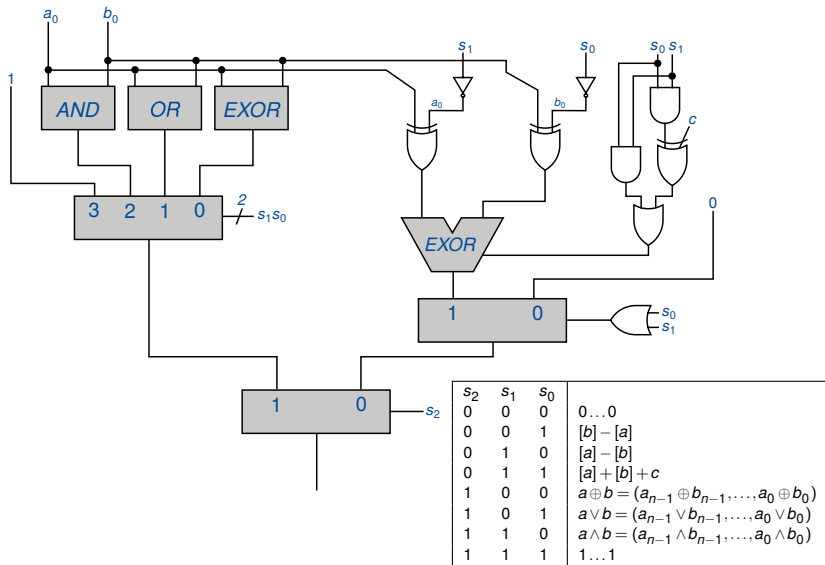 a₀ b₀
s₁ s₀ s₀ s₁
1
AND OR EXOR
a₀ b₀
c
3 2 1 0
2
s₁s₀
0
EXOR
1 0
s₀
s₁
1 0
s₂
s₂ s₁ s₀
0 0 0 0…0
0 0 1 [b]−[a]
0 1 0 [a]−[b]
0 1 1 [a]+[b]+c
1 0 0 a⊕b = (aₙ₋₁⊕bₙ₋₁,…,a₀⊕b₀)
1 0 1 a∨b = (aₙ₋₁∨bₙ₋₁,…,a₀∨b₀)
1 1 0 a∧b = (aₙ₋₁∧bₙ₋₁,…,a₀∧b₀)
1 1 1 1…1